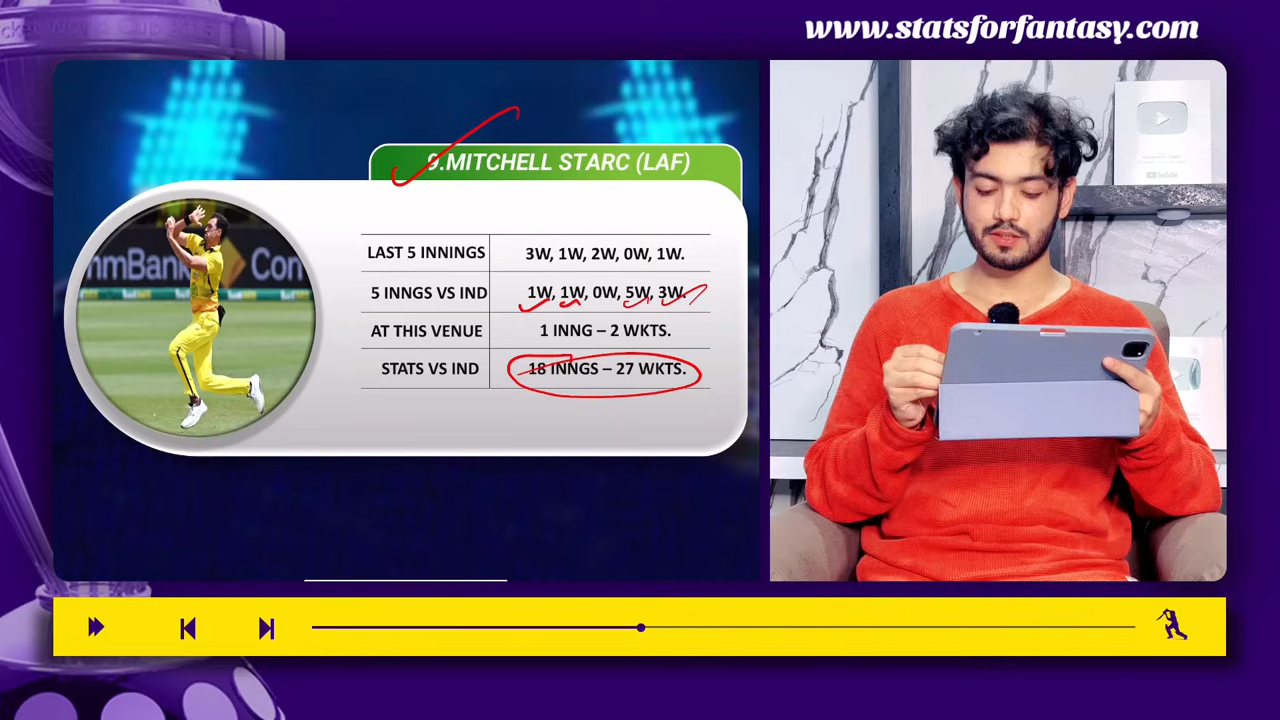 www.statsforfantasy.com
9.MITCHELL STARC (LAF)
LAST 5 INNINGS 3W, 1W, 2W, 0W, 1W.
5 INNGS VS IND 1W, 1W, 0W, 5W, 3W.
AT THIS VENUE 1 INNG – 2 WKTS.
STATS VS IND 18 INNGS – 27 WKTS.
mmBank
Com